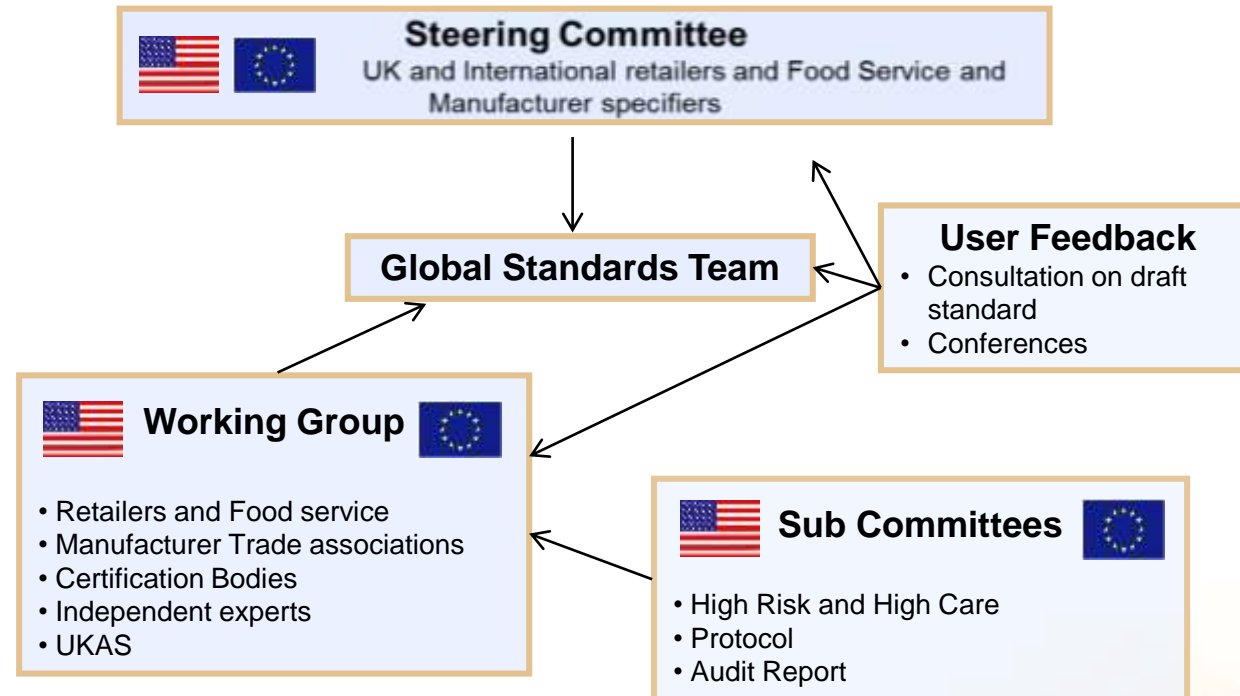 Steering Committee
UK and International retailers and Food Service and
Manufacturer specifiers
Global Standards Team
User Feedback
• Consultation on draft
standard
• Conferences
Working Group
• Retailers and Food service
• Manufacturer Trade associations
• Certification Bodies
• Independent experts
• UKAS
Sub Committees
• High Risk and High Care
• Protocol
• Audit Report